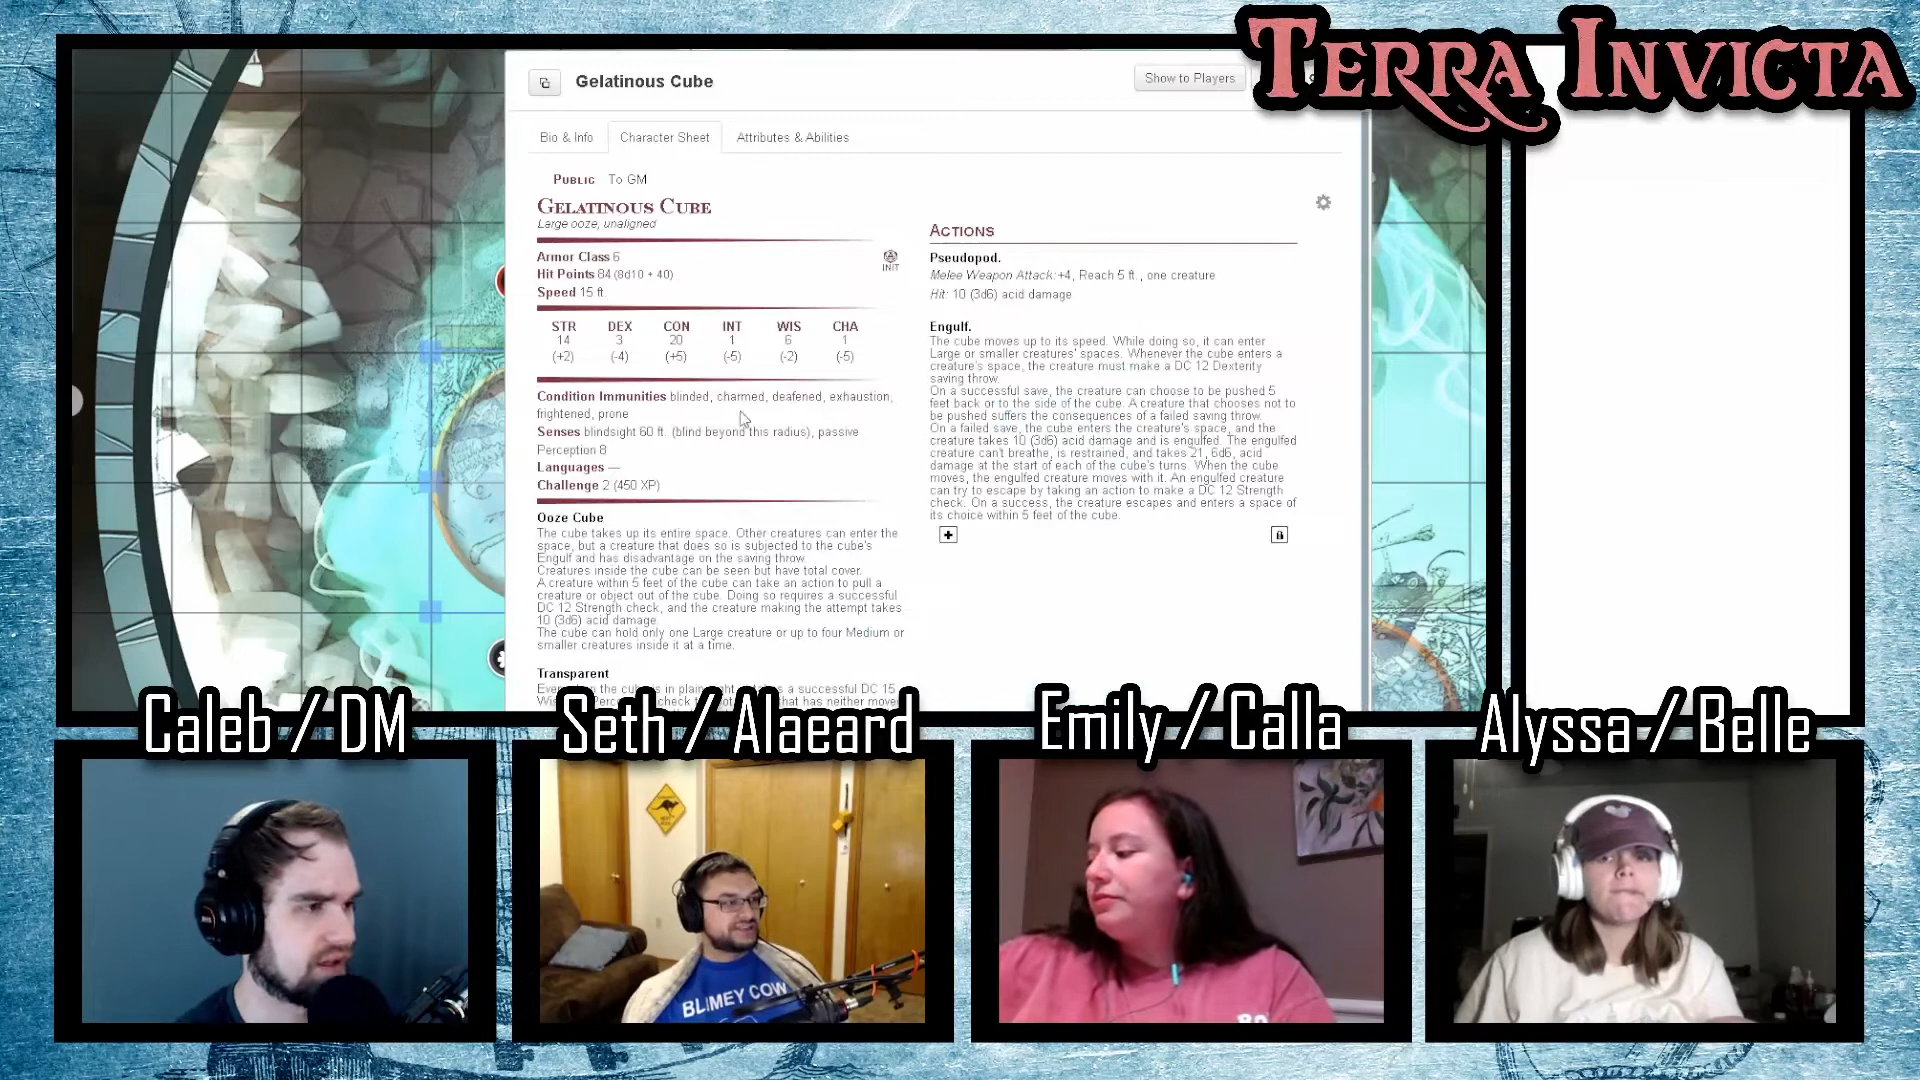 TERRA INVICTA
Gelatinous Cube
Show to Players
Bio & Info
Character Sheet
Attributes & Abilities
PUBLIC To GM
GELATINOUS CUBE
Large ooze, unaligned
Armor Class 6
Hit Points 84 (8d10 + 40)
Speed 15 ft.
INIT
STR DEX CON INT WIS CHA
14 3 20 1 6 1
(+2) (-4) (+5) (-5) (-2) (-5)
Condition Immunities blinded, charmed, deafened, exhaustion,
frightened, prone
Senses blindsight 60 ft. (blind beyond this radius), passive
Perception 8
Languages —
Challenge 2 (450 XP)
Ooze Cube
The cube takes up its entire space. Other creatures can enter the
space, but a creature that does so is subjected to the cube's
Engulf and has disadvantage on the saving throw.
Creatures inside the cube can be seen but have total cover.
A creature within 5 feet of the cube can take an action to pull a
creature or object out of the cube. Doing so requires a successful
DC 12 Strength check, and the creature making the attempt takes
10 (3d6) acid damage.
The cube can hold only one Large creature or up to four Medium or
smaller creatures inside it at a time.
Transparent
the cube is in plain a successful DC 15
check that has neither moved
ACTIONS
Pseudopod.
Melee Weapon Attack: +4, Reach 5 ft., one creature
Hit: 10 (3d6) acid damage
Engulf.
The cube moves up to its speed. While doing so, it can enter
Large or smaller creatures' spaces. Whenever the cube enters a
creature's space, the creature must make a DC 12 Dexterity
saving throw.
On a successful save, the creature can choose to be pushed 5
feet back or to the side of the cube. A creature that chooses not to
be pushed suffers the consequences of a failed saving throw.
On a failed save, the cube enters the creature's space, and the
creature takes 10 (3d6) acid damage and is engulfed. The engulfed
creature can't breathe, is restrained, and takes 21, 6d6, acid
damage at the start of each of the cube's turns. When the cube
moves, the engulfed creature moves with it. An engulfed creature
can try to escape by taking an action to make a DC 12 Strength
check. On a success, the creature escapes and enters a space of
its choice within 5 feet of the cube.
Caleb / DM
Seth / Alaeard
Emily / Calla
Alyssa / Belle
BLIMEY COW